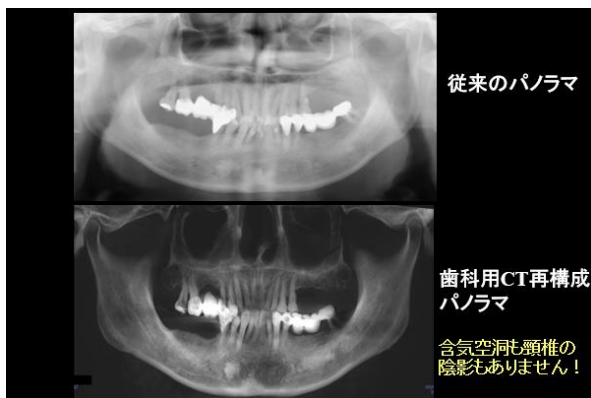 従来のパノラマ
歯科用CT再構成
パノラマ
含気空洞も頸椎の
陰影もありません！